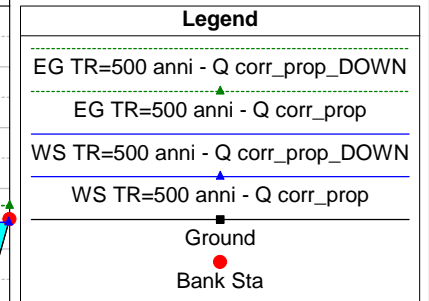 Legend
EG TR=500 anni - Q corr_prop_DOWN
EG TR=500 anni - Q corr_prop
WS TR=500 anni - Q corr_prop_DOWN
WS TR=500 anni - Q corr_prop
Ground
Bank Sta